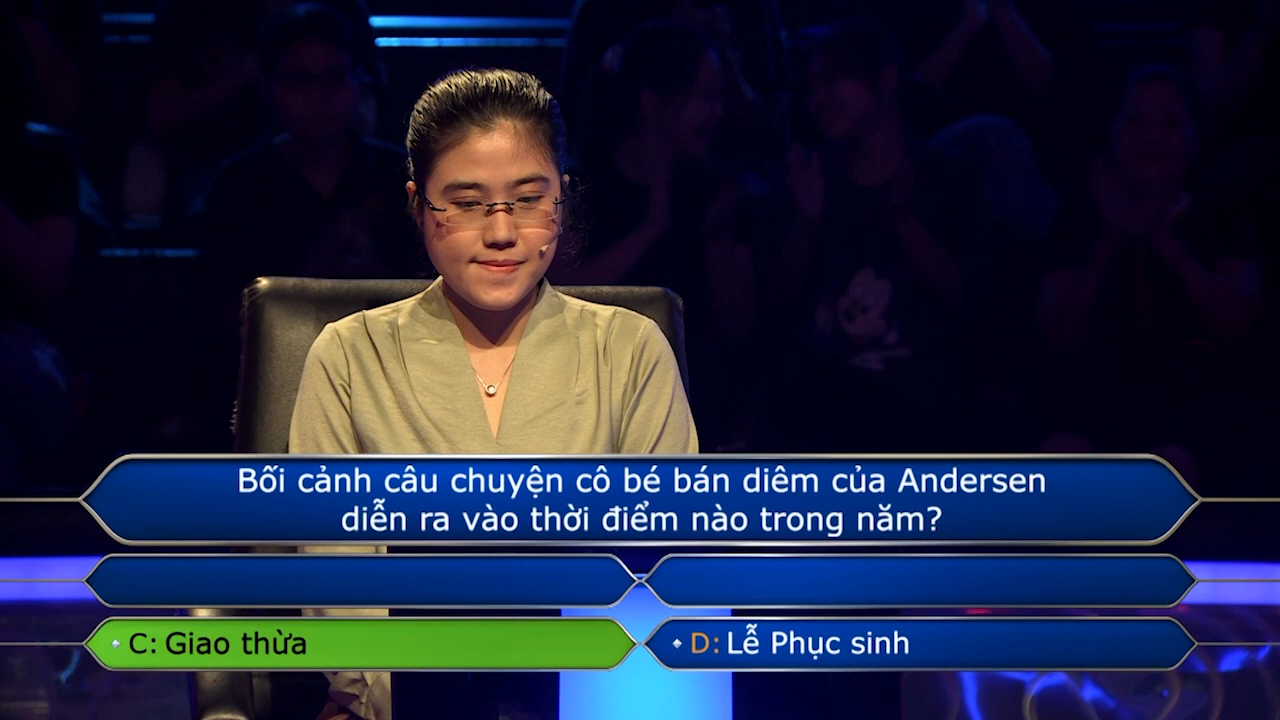 Bối cảnh câu chuyện cô bé bán diêm của Andersen
diễn ra vào thời điểm nào trong năm?
C: Giao thừa
D: Lễ Phục sinh